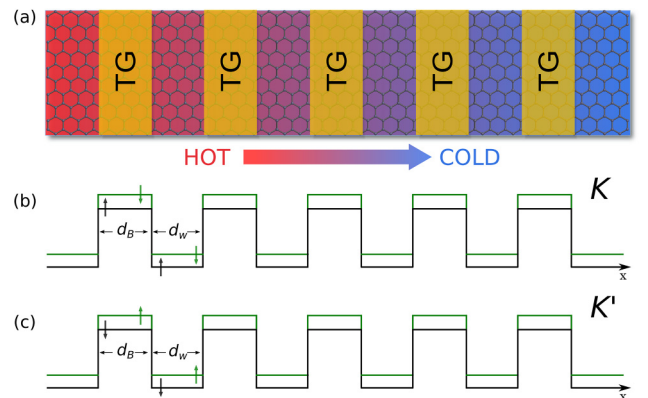 (a)
TG TG TG TG TG
HOT COLD
(b)
K
d_B d_w
x
(c)
K'
d_B d_w
x